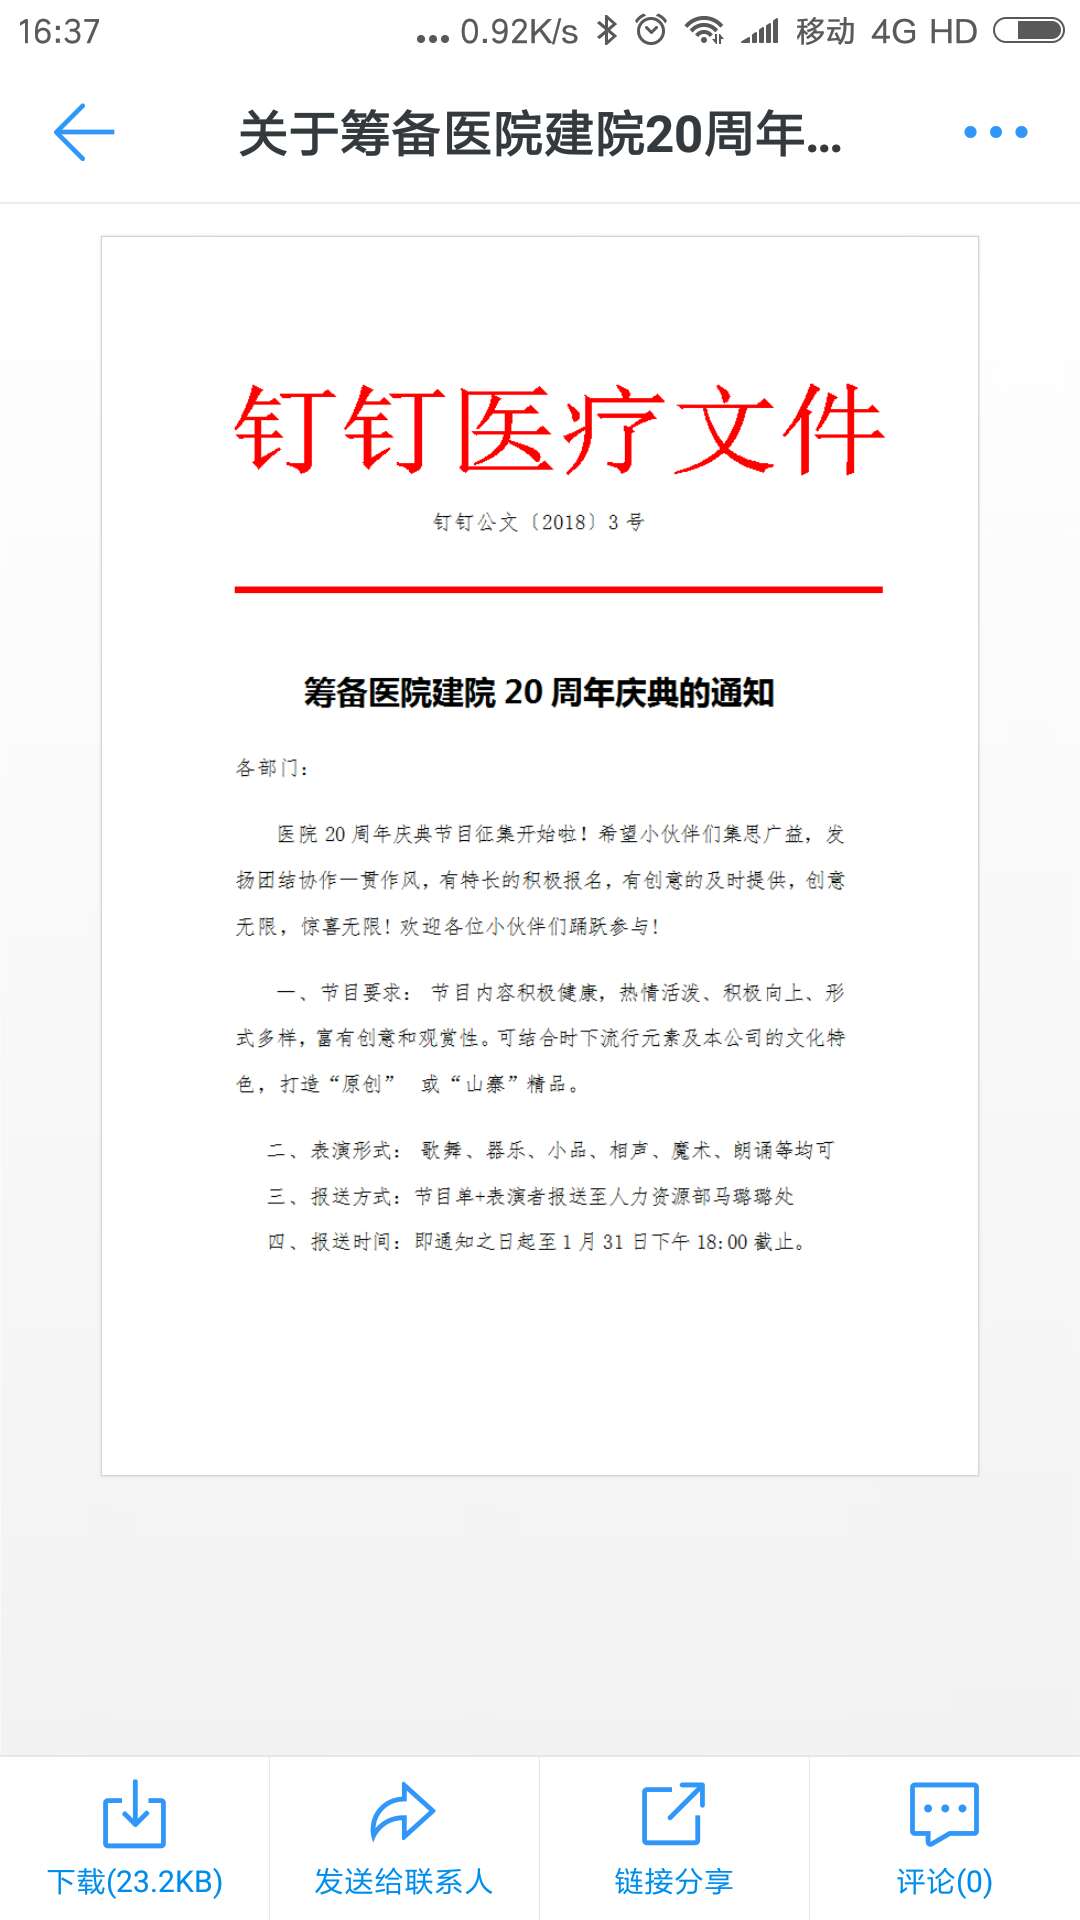 16:37
... 0.92K/s 移动 4G HD
关于筹备医院建院20周年...
钉钉医疗文件
钉钉公文〔2018〕3 号
筹备医院建院 20 周年庆典的通知
各部门：
医院 20 周年庆典节目征集开始啦！希望小伙伴们集思广益，发
扬团结协作一贯作风，有特长的积极报名，有创意的及时提供，创意
无限，惊喜无限！欢迎各位小伙伴们踊跃参与！
一、节目要求： 节目内容积极健康，热情活泼、积极向上、形
式多样，富有创意和观赏性。可结合时下流行元素及本公司的文化特
色，打造“原创” 或“山寨”精品。
二、表演形式： 歌舞、器乐、小品、相声、魔术、朗诵等均可
三、报送方式：节目单+表演者报送至人力资源部马璐璐处
四、报送时间：即通知之日起至 1 月 31 日下午 18:00 截止。
下载(23.2KB) 发送给联系人 链接分享 评论(0)